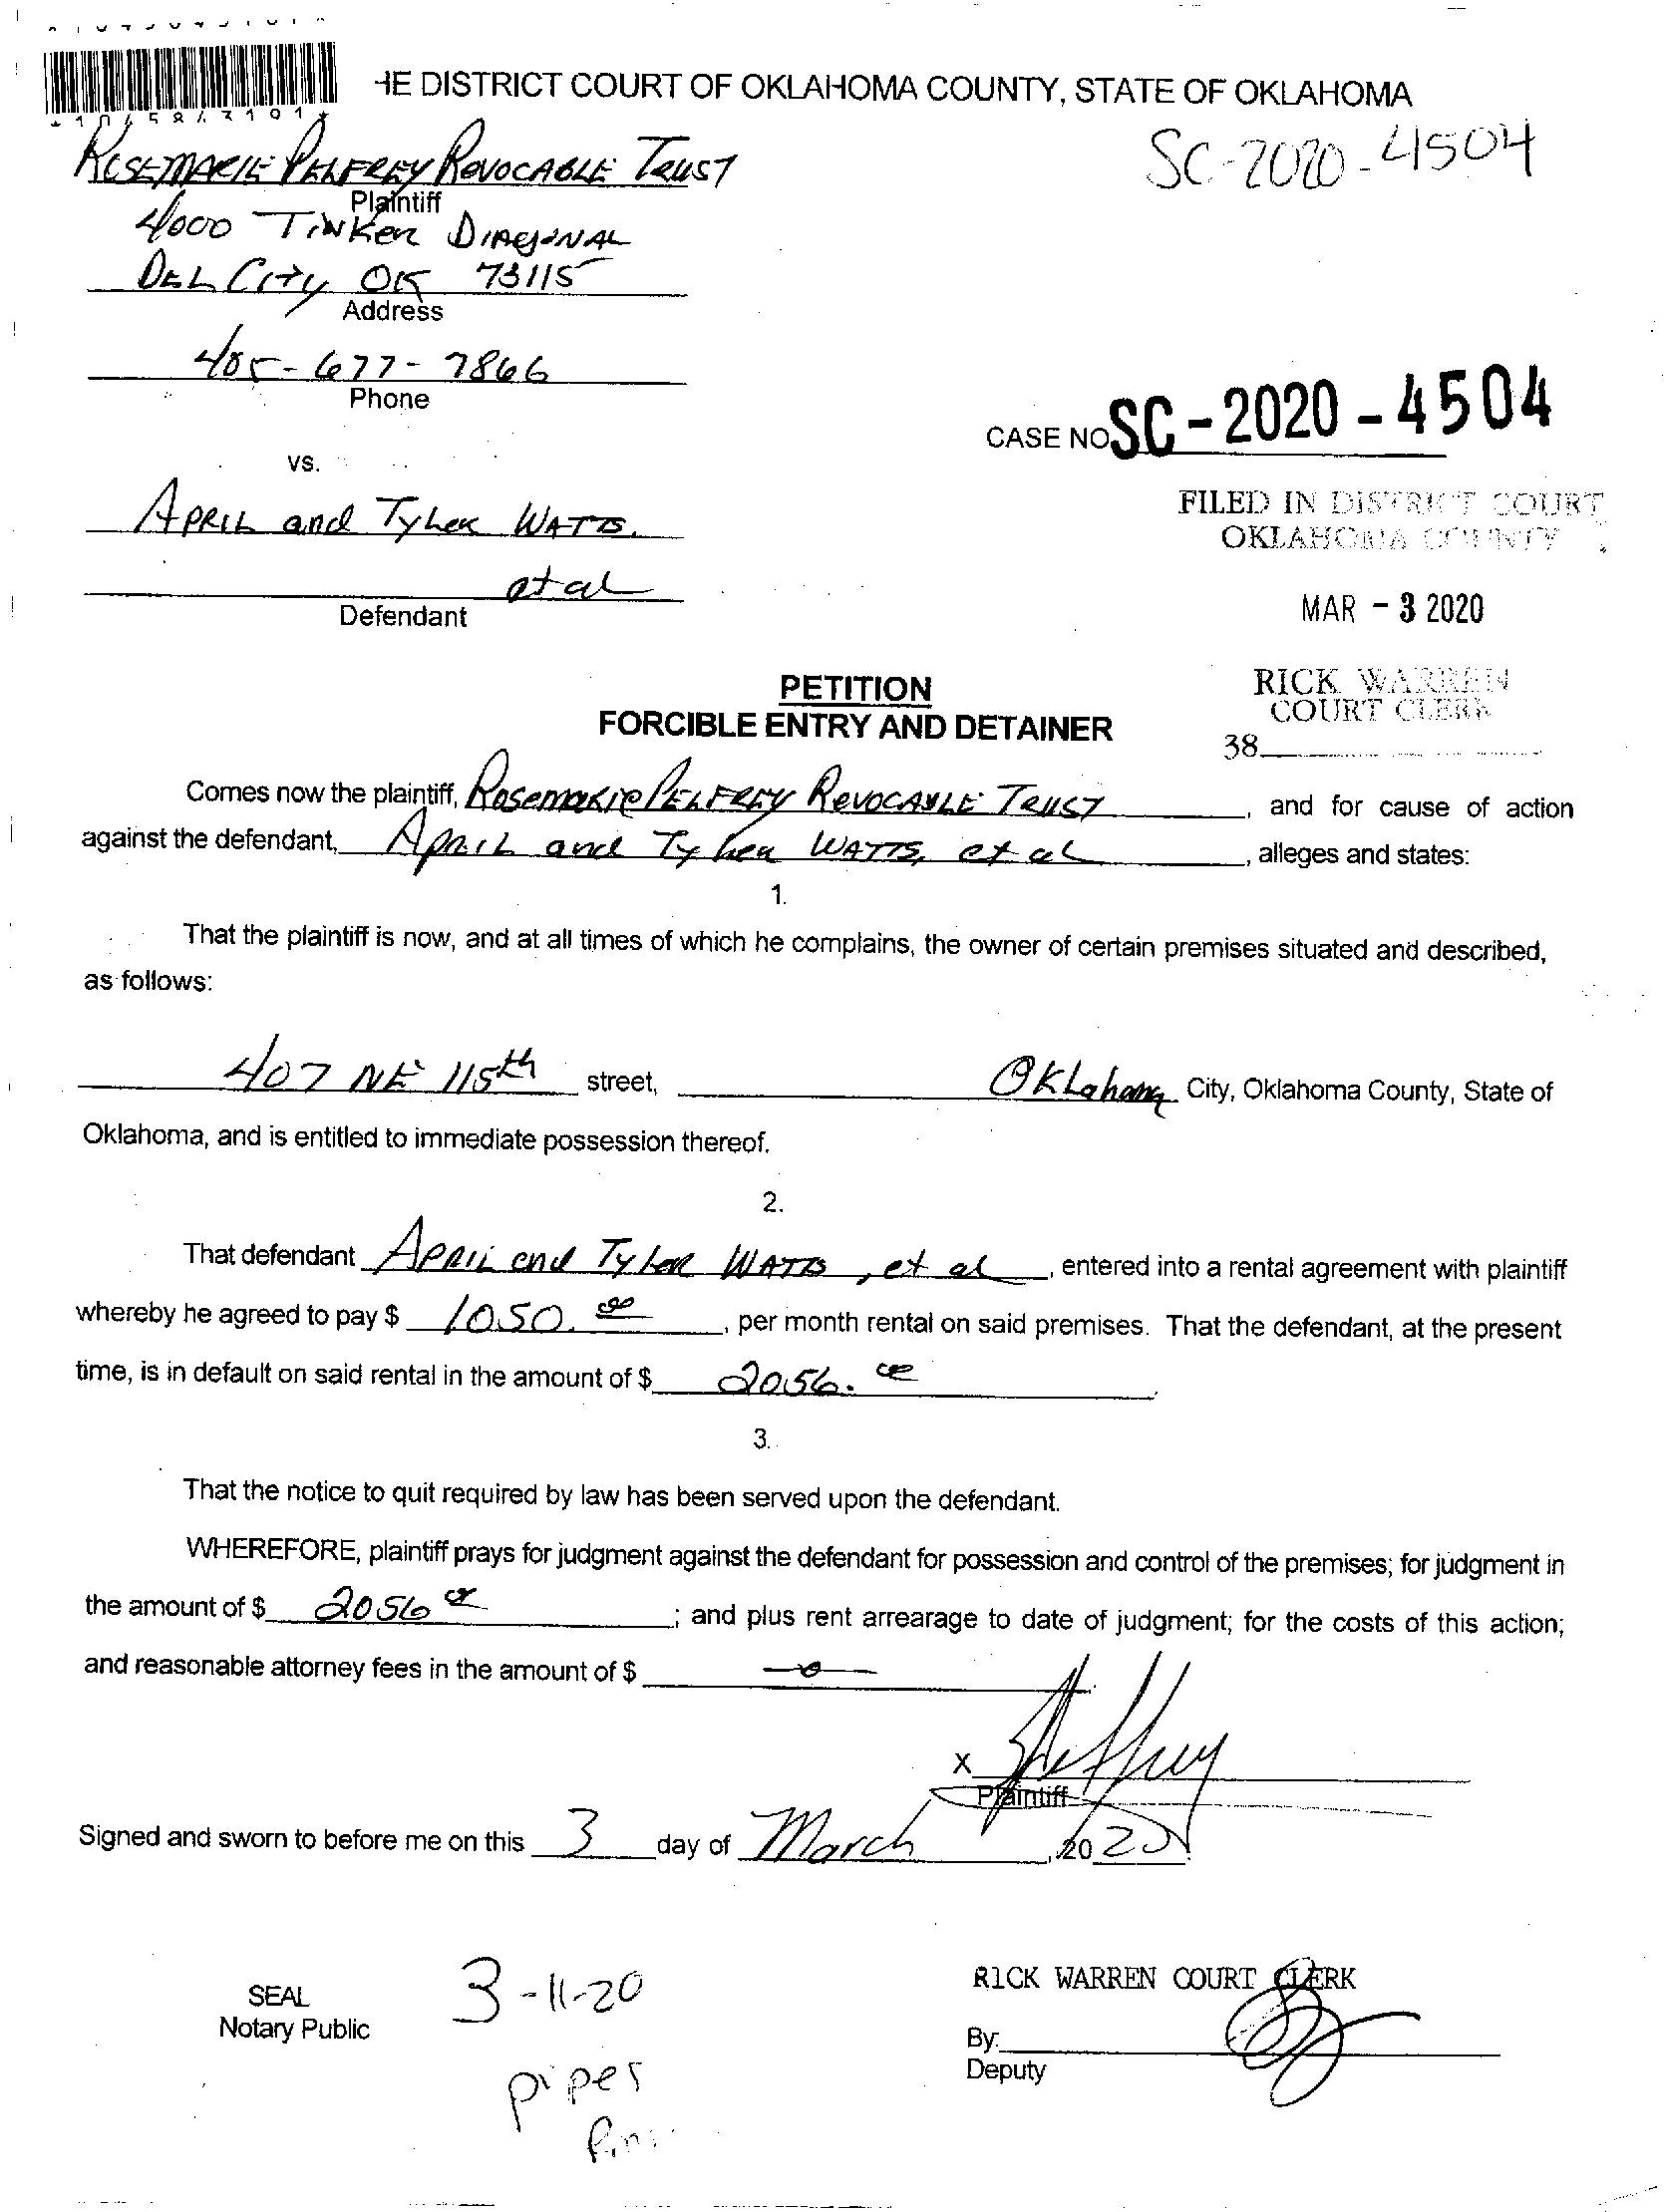 *1045843191*
HE DISTRICT COURT OF OKLAHOMA COUNTY, STATE OF OKLAHOMA
ROSEMARIE PELFREY REVOCABLE TRUST
SC-2020-4504
Plaintiff
4000 TINKER DIAGONAL
DEL CITY OK 73115
Address
405-677-7866
Phone
CASE NO SC-2020-4504
vs.
APRIL and Tyler WATTS,
FILED IN DISTRICT COURT
OKLAHOMA COUNTY
et al
Defendant
MAR - 3 2020
PETITION
RICK WARREN
COURT CLERK
FORCIBLE ENTRY AND DETAINER
38
Comes now the plaintiff, Rosemarie PELFREY REVOCABLE TRUST, and for cause of action
against the defendant, April and Tyler WATTS, et al, alleges and states:
1.
That the plaintiff is now, and at all times of which he complains, the owner of certain premises situated and described,
as follows:
407 NE 115th street, Oklahoma City, Oklahoma County, State of
Oklahoma, and is entitled to immediate possession thereof.
2.
That defendant APRIL and Tyler WATTS, et al, entered into a rental agreement with plaintiff
whereby he agreed to pay $ 1050.00, per month rental on said premises. That the defendant, at the present
time, is in default on said rental in the amount of $ 2056.00.
3.
That the notice to quit required by law has been served upon the defendant.
WHEREFORE, plaintiff prays for judgment against the defendant for possession and control of the premises; for judgment in
the amount of $ 2056 00; and plus rent arrearage to date of judgment; for the costs of this action;
and reasonable attorney fees in the amount of $ -0-
X
Plaintiff
Signed and sworn to before me on this 3 day of March, 2020.
SEAL
Notary Public
3-11-20
RICK WARREN COURT CLERK
By:
Deputy
piper